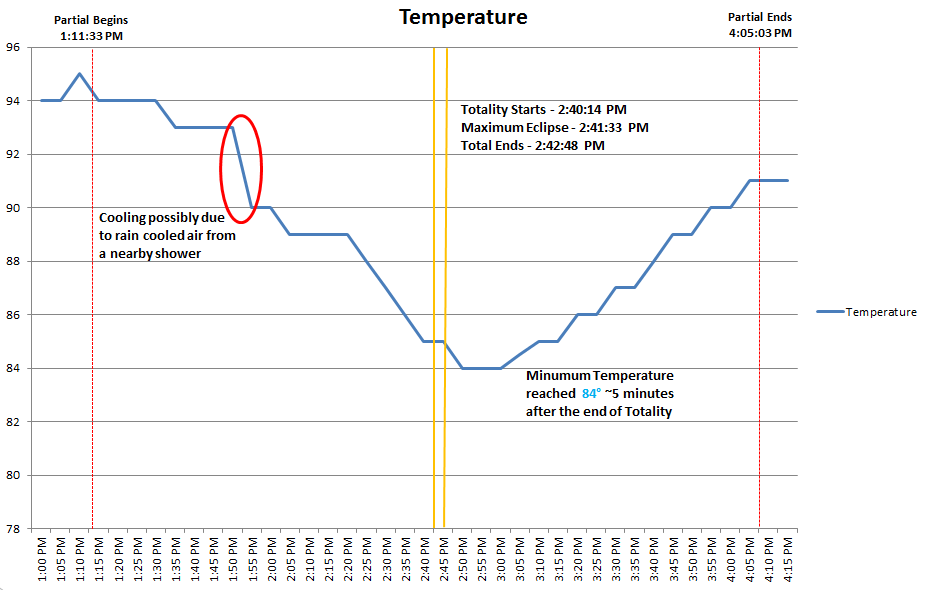 Temperature
Partial Begins
1:11:33 PM
Partial Ends
4:05:03 PM
96
94
92
90
88
86
84
82
80
78
Totality Starts - 2:40:14 PM
Maximum Eclipse - 2:41:33 PM
Total Ends - 2:42:48 PM
Cooling possibly due
to rain cooled air from
a nearby shower
Temperature
Minumum Temperature
reached 84° ~5 minutes
after the end of Totality
1:00 PM
1:05 PM
1:10 PM
1:15 PM
1:20 PM
1:25 PM
1:30 PM
1:35 PM
1:40 PM
1:45 PM
1:50 PM
1:55 PM
2:00 PM
2:05 PM
2:10 PM
2:15 PM
2:20 PM
2:25 PM
2:30 PM
2:35 PM
2:40 PM
2:45 PM
2:50 PM
2:55 PM
3:00 PM
3:05 PM
3:10 PM
3:15 PM
3:20 PM
3:25 PM
3:30 PM
3:35 PM
3:40 PM
3:45 PM
3:50 PM
3:55 PM
4:00 PM
4:05 PM
4:10 PM
4:15 PM